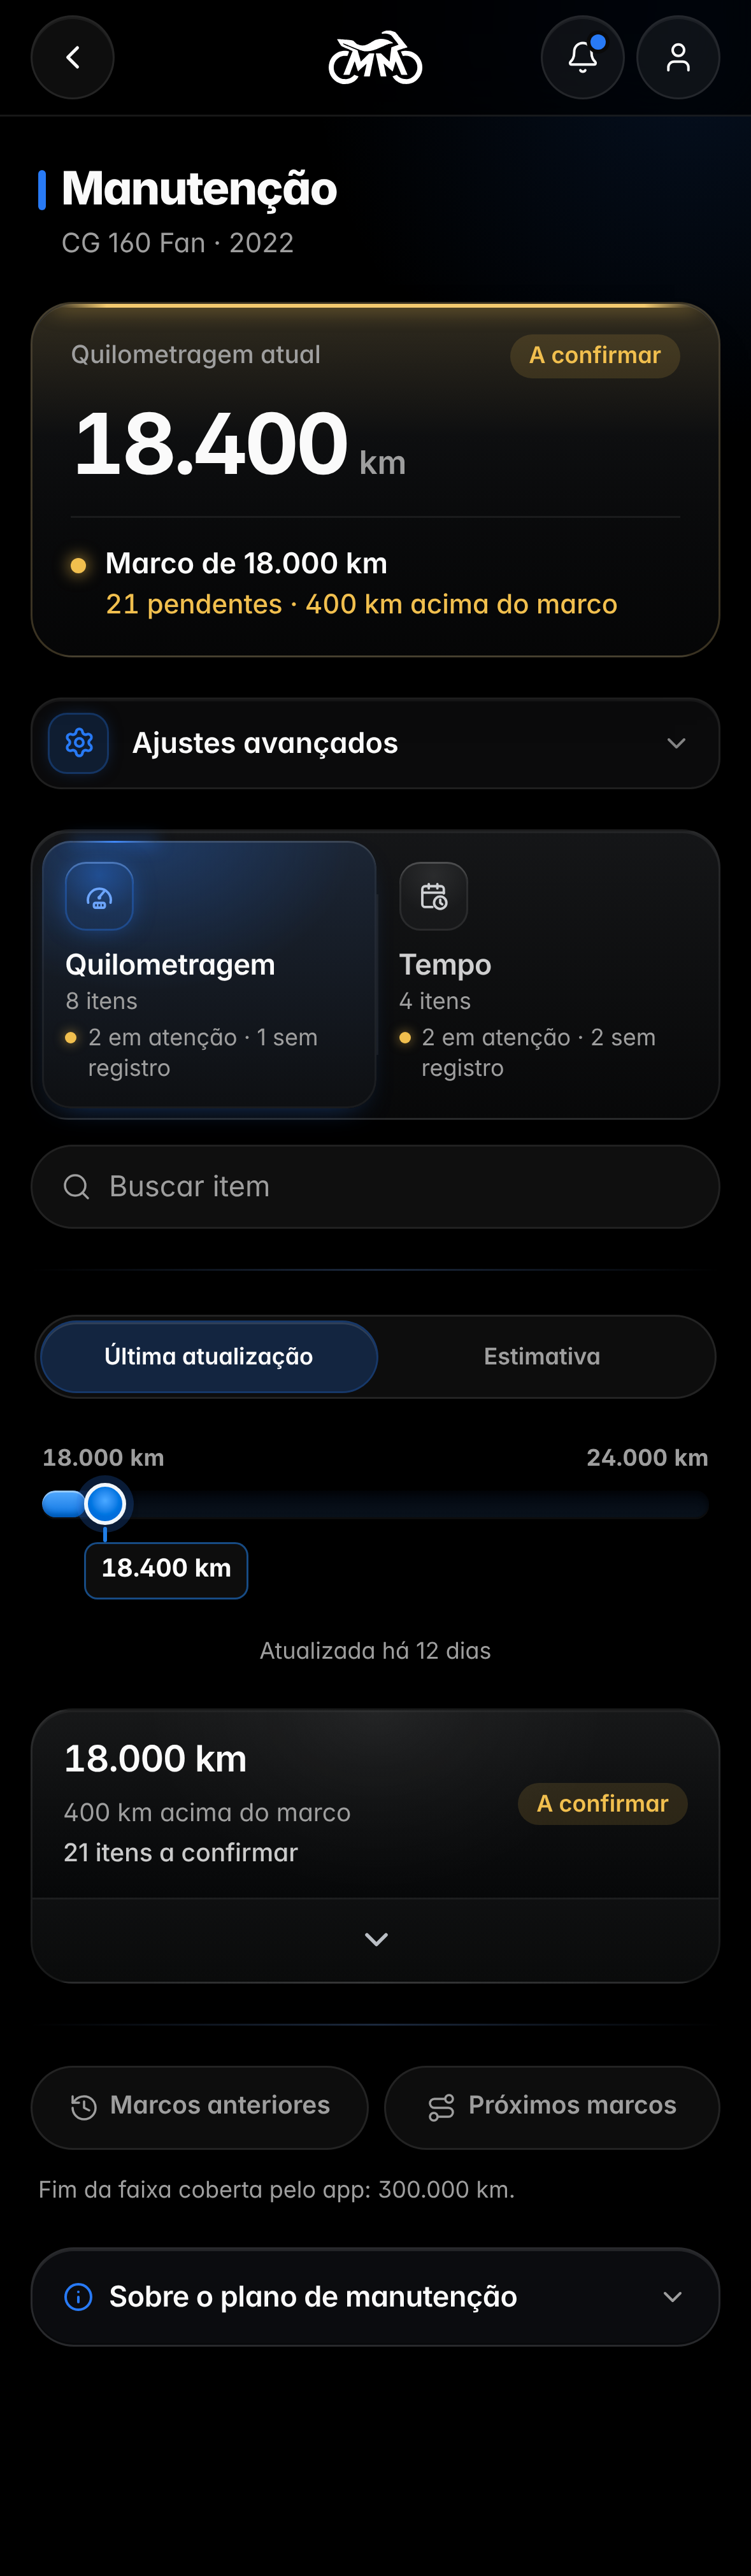 MM
Manutenção
CG 160 Fan · 2022
Quilometragem atual
A confirmar
18.400 km
Marco de 18.000 km
21 pendentes · 400 km acima do marco
Ajustes avançados
Quilometragem
8 itens
2 em atenção · 1 sem
registro
Tempo
4 itens
2 em atenção · 2 sem
registro
Buscar item
Última atualização
Estimativa
18.000 km
24.000 km
18.400 km
Atualizada há 12 dias
18.000 km
400 km acima do marco
21 itens a confirmar
A confirmar
Marcos anteriores
Próximos marcos
Fim da faixa coberta pelo app: 300.000 km.
Sobre o plano de manutenção